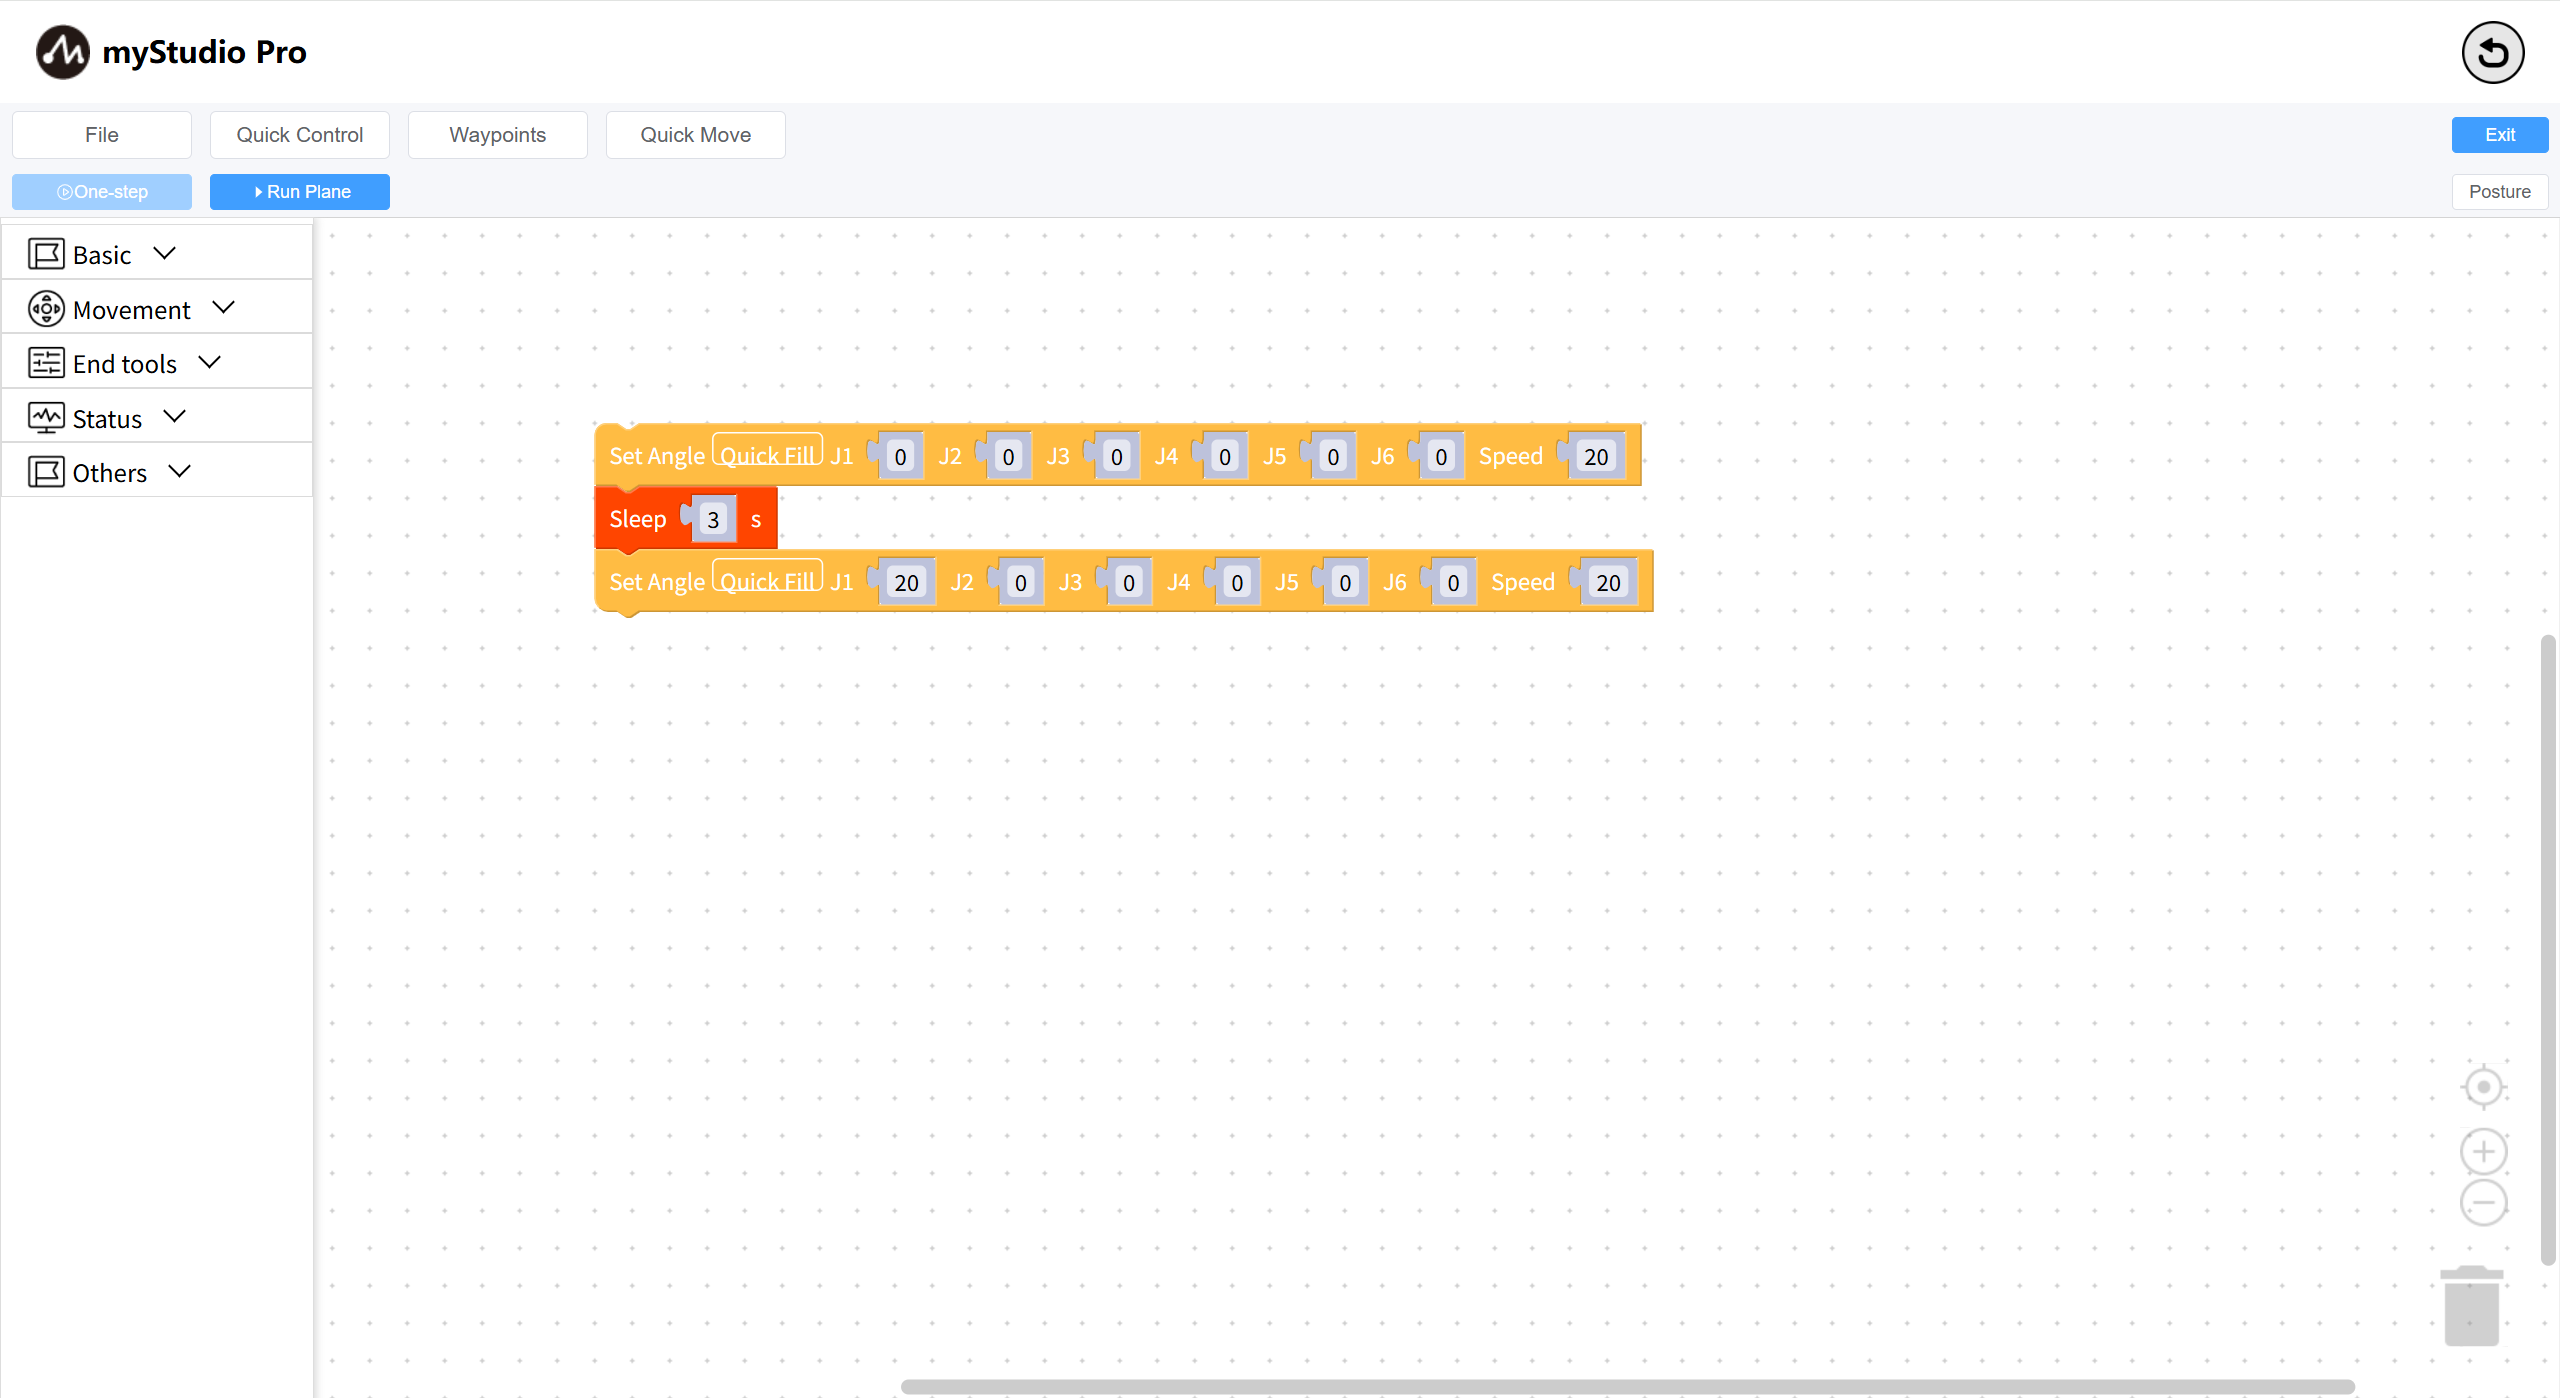 myStudio Pro
File Quick Control Waypoints Quick Move Exit
One-step Run Plane Posture
Basic
Movement
End tools
Status
Others
Set Angle Quick Fill J1 0 J2 0 J3 0 J4 0 J5 0 J6 0 Speed 20
Sleep 3 s
Set Angle Quick Fill J1 20 J2 0 J3 0 J4 0 J5 0 J6 0 Speed 20